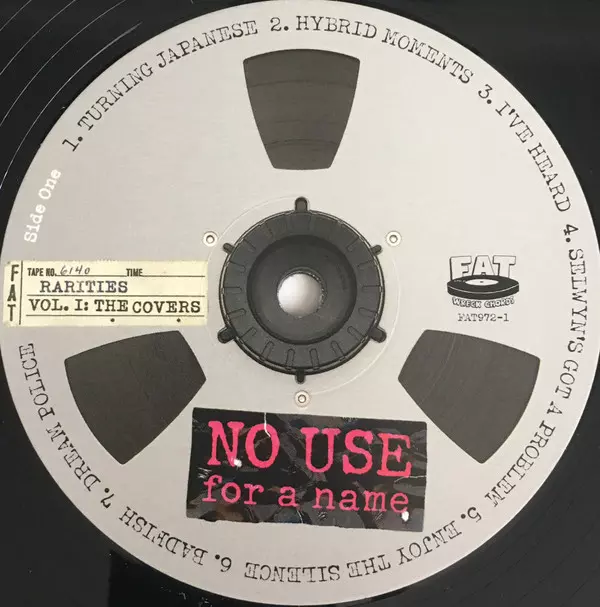 Side One
1. TURNING JAPANESE 2. HYBRID MOMENTS 3. I'VE HEARD 4. SELWYN'S GOT A PROBLEM 5. ENJOY THE SILENCE 6. BADFISH 7. DREAM POLICE
FAT
TAPE NO. 6140 TIME
RARITIES
VOL. I: THE COVERS
FAT
WRECK CHORDS
FAT972-1
NO USE
for a name